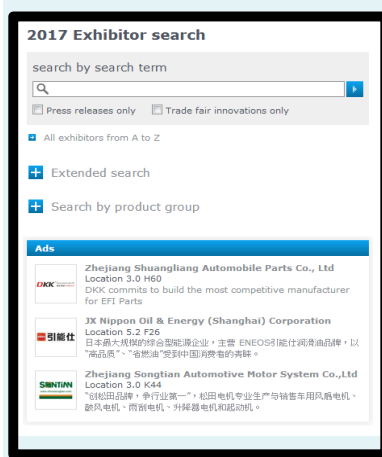 2017 Exhibitor search
search by search term
Press releases only Trade fair innovations only
All exhibitors from A to Z
Extended search
Search by product group
Ads
Zhejiang Shuangliang Automobile Parts Co., Ltd
Location 3.0 H60
DKK
DKK commits to build the most competitive manufacturer
for EFI Parts
JX Nippon Oil & Energy (Shanghai) Corporation
Location 5.2 F26
引能仕
日本最大规模的综合型能源企业，主营 ENEOS引能仕润滑油品牌，以
"高品质"、"省燃油"受到中国消费者的青睐。
Zhejiang Songtian Automotive Motor System Co.,Ltd
Location 3.0 K44
SONTIAN
"创松田品牌，争行业第一"，松田电机专业生产与销售车用风扇电机、
鼓风电机、雨刮电机、升降器电机和起动机。